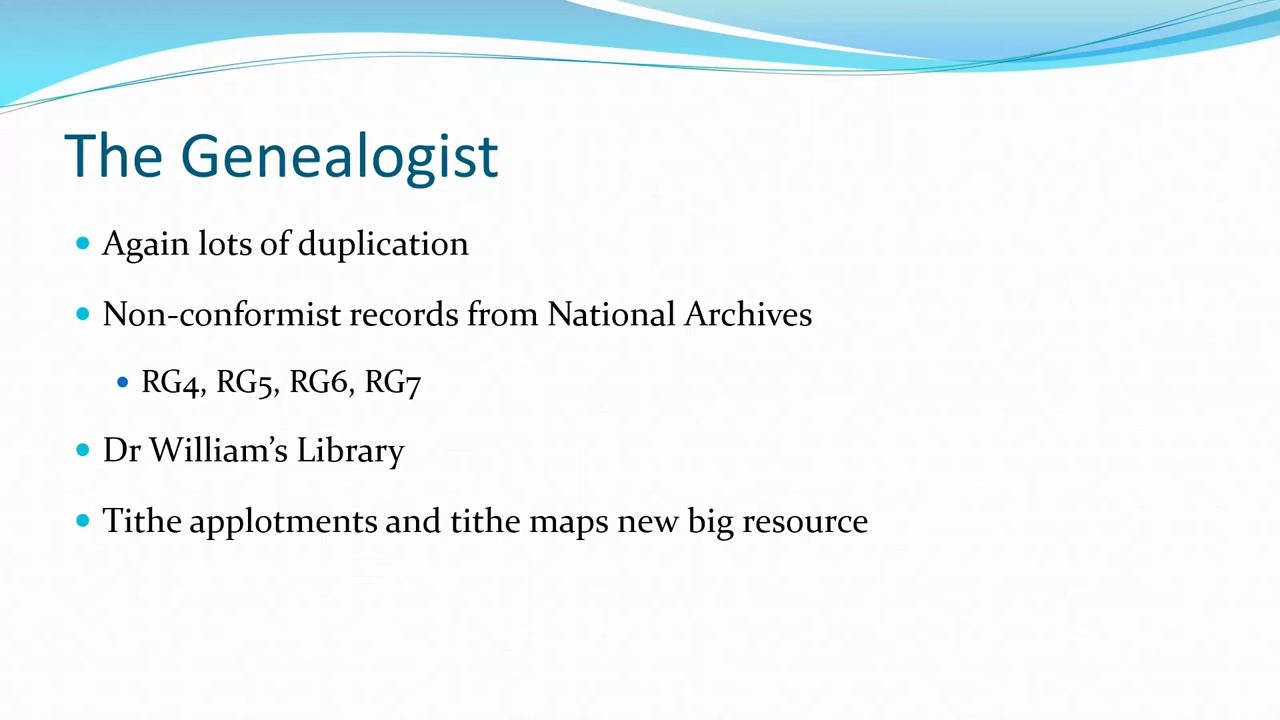 The Genealogist
Again lots of duplication
Non-conformist records from National Archives
RG4, RG5, RG6, RG7
Dr William’s Library
Tithe applotments and tithe maps new big resource